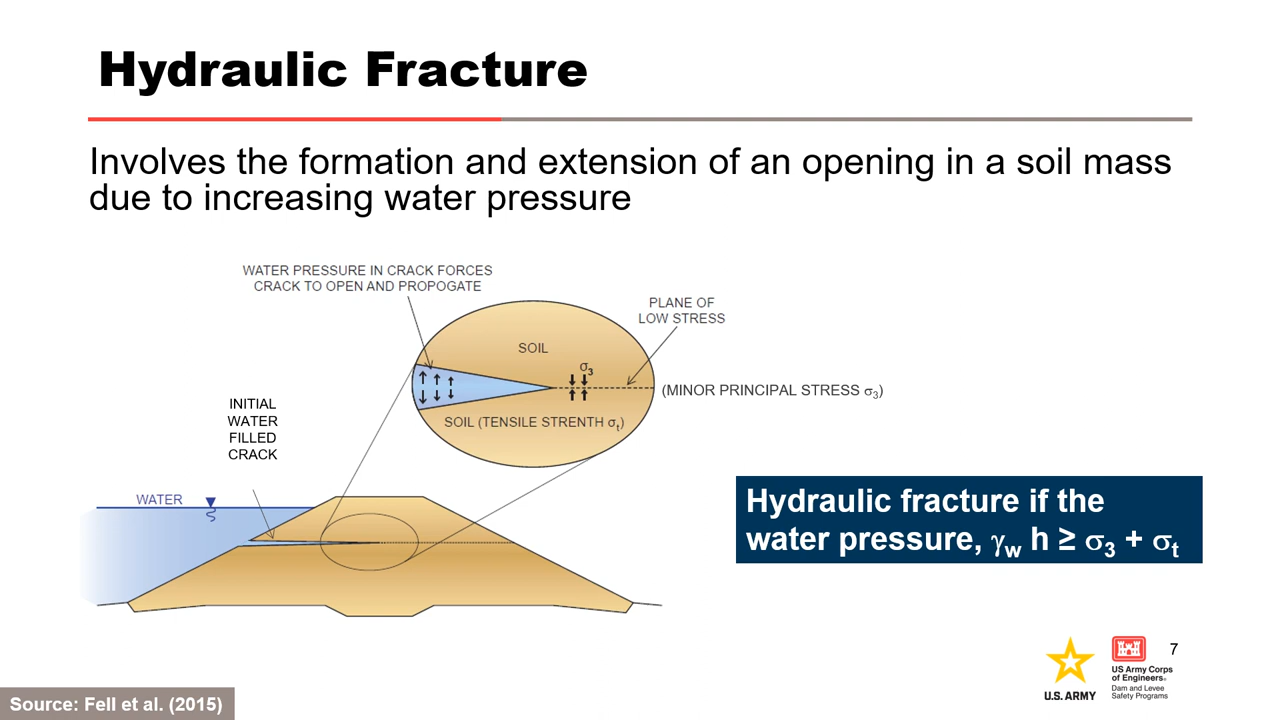 Hydraulic Fracture
Involves the formation and extension of an opening in a soil mass
due to increasing water pressure
WATER PRESSURE IN CRACK FORCES
CRACK TO OPEN AND PROPOGATE
PLANE OF
LOW STRESS
SOIL
σ3
(MINOR PRINCIPAL STRESS σ3)
SOIL (TENSILE STRENTH σt)
INITIAL
WATER
FILLED
CRACK
WATER
Hydraulic fracture if the
water pressure, γw h ≥ σ3 + σt
7
U.S. ARMY
US Army Corps
of Engineers®
Dam and Levee
Safety Programs
Source: Fell et al. (2015)